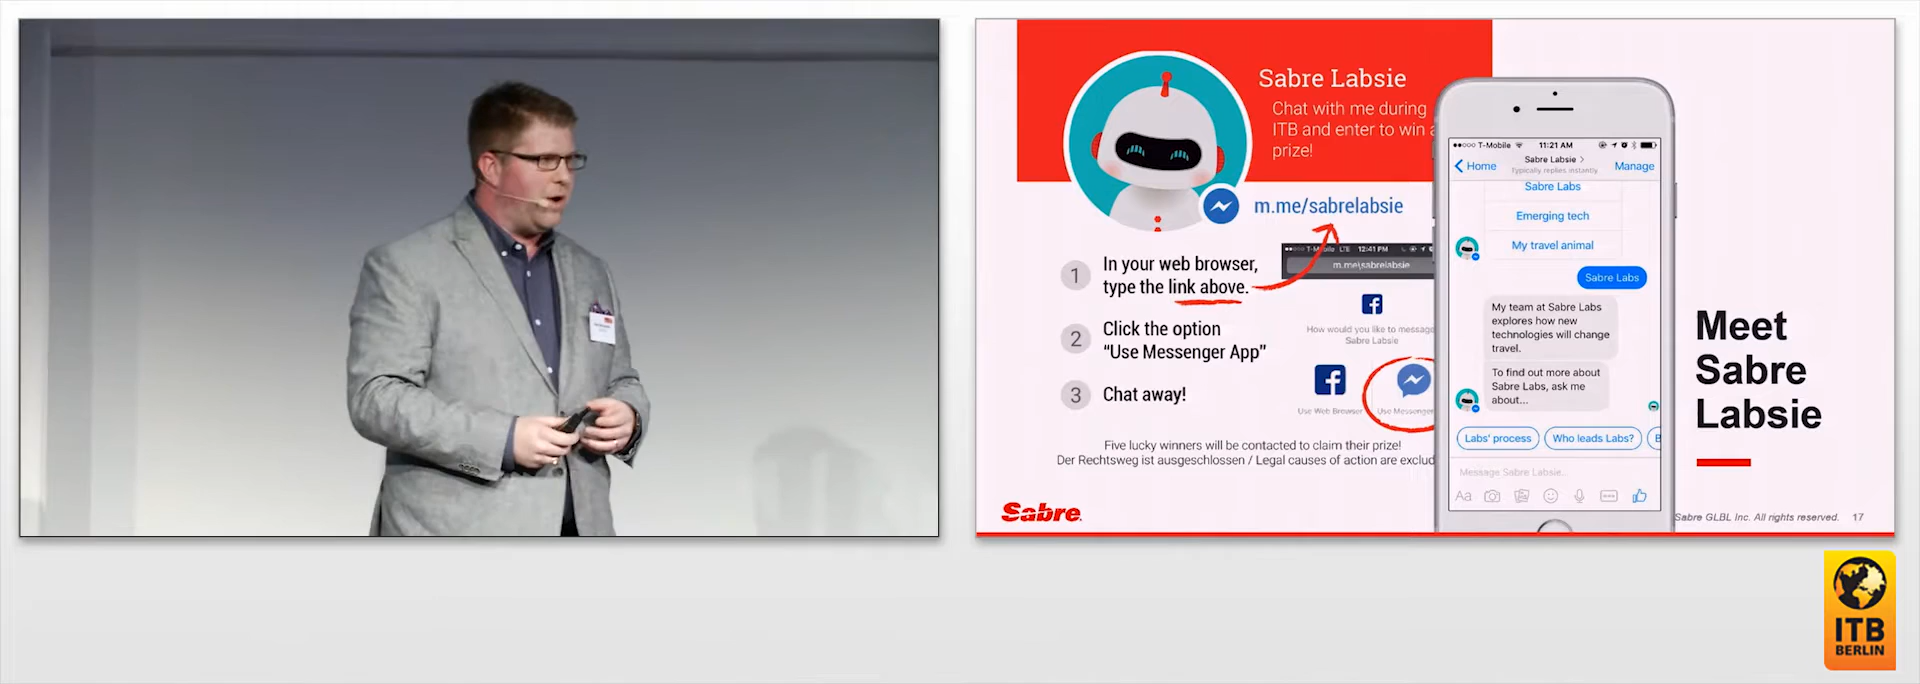 Sabre Labsie
Chat with me during
ITB and enter to win a
prize!
m.me/sabrelabsie
1
In your web browser,
type the link above.
2
Click the option
"Use Messenger App"
3
Chat away!
T-Mobile LTE 12:41 PM
m.me\sabrelabsie
How would you like to message
Sabre Labsie
Use Web Browser
Use Messenger
Five lucky winners will be contacted to claim their prize!
Der Rechtsweg ist ausgeschlossen / Legal causes of action are exclud
Sabre
T-Mobile 11:21 AM
Home
Sabre Labsie >
Typically replies instantly
Manage
Sabre Labs
Emerging tech
My travel animal
Sabre Labs
My team at Sabre Labs
explores how new
technologies will change
travel.
To find out more about
Sabre Labs, ask me
about...
Labs' process
Who leads Labs?
B
Message Sabre Labsie...
Aa
Meet
Sabre
Labsie
Sabre GLBL Inc. All rights reserved. 17
ITB
BERLIN